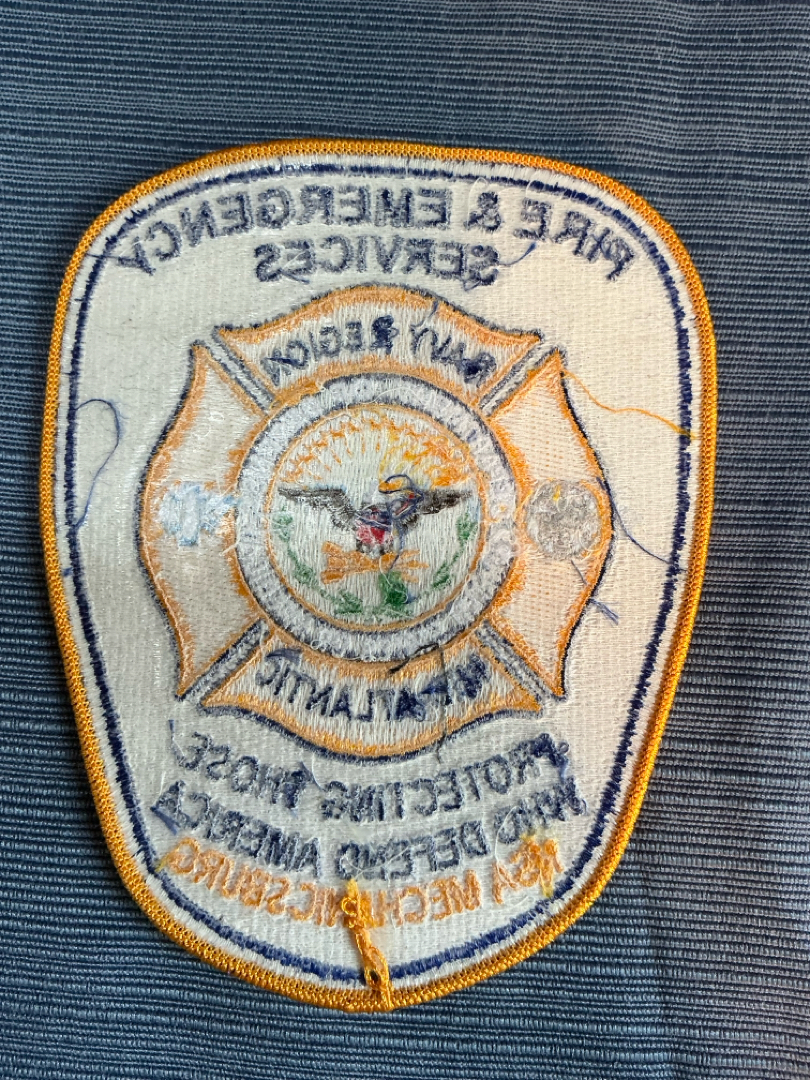 FIRE & EMERGENCY
SERVICES
NAVY REGION
MID-ATLANTIC
PROTECTING THOSE
WHO DEFEND AMERICA
NSA MECHANICSBURG